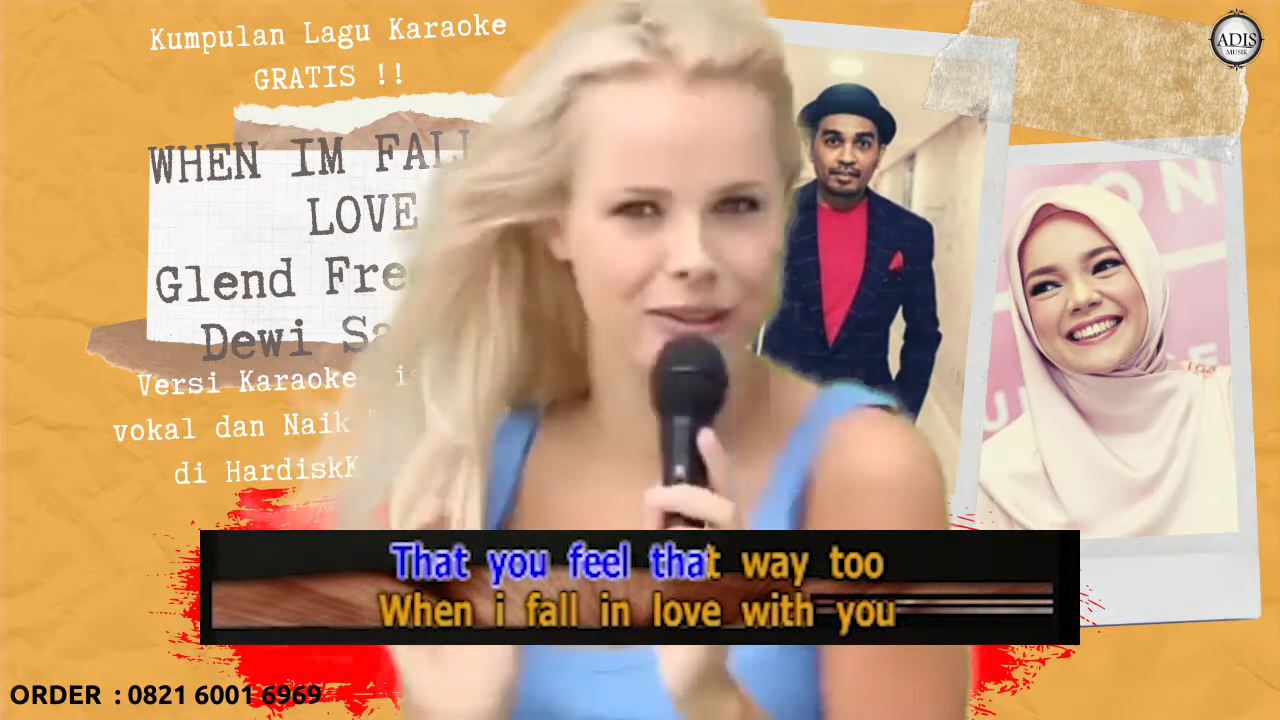 Kumpulan Lagu Karaoke
GRATIS !!
WHEN IM FALL
LOVE
Glend Fre
Dewi Sa
Versi Karaoke
vokal dan Naik
di HardiskK
That you feel that way too
When i fall in love with you
ORDER : 0821 6001 6969
ADIS
MUSIK